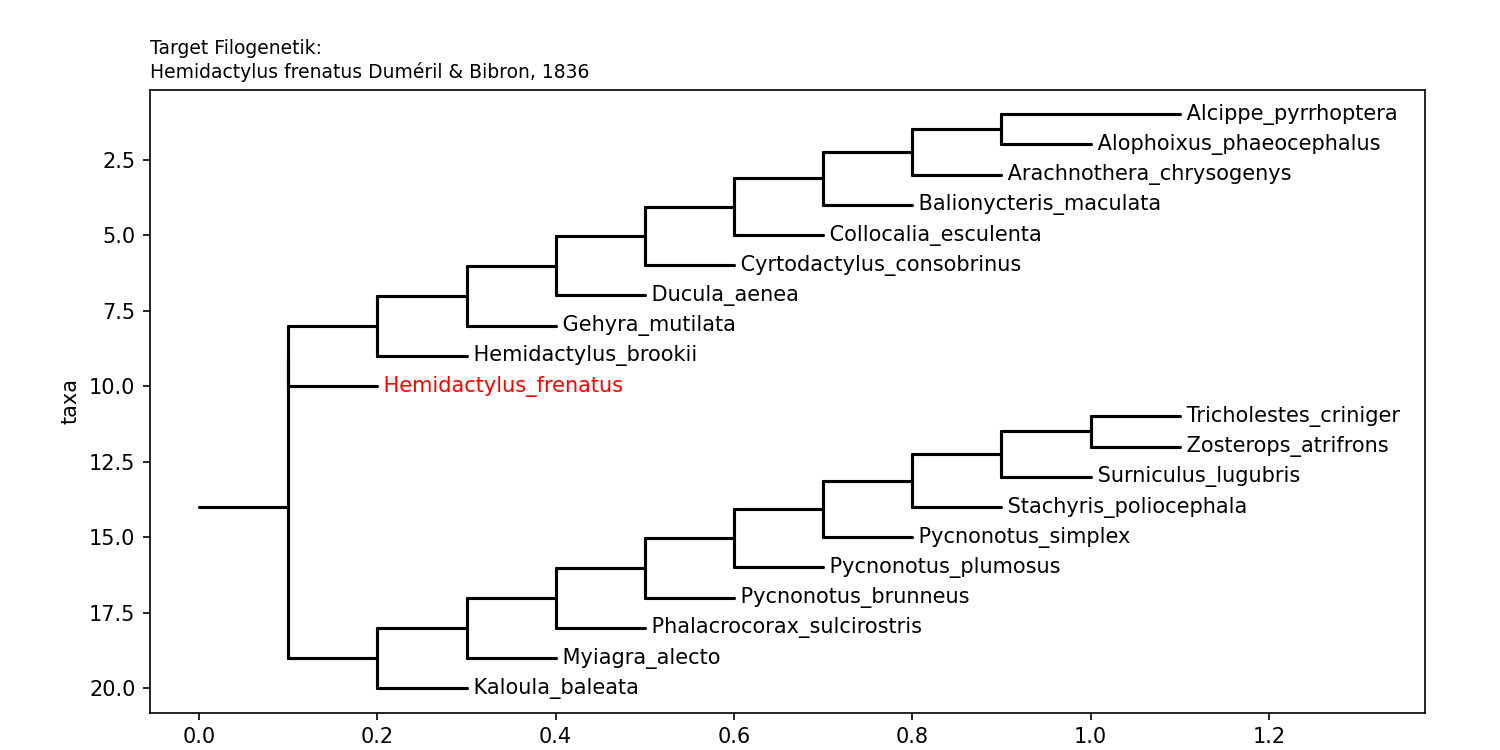 Target Filogenetik:
Hemidactylus frenatus Duméril & Bibron, 1836
Alcippe_pyrrhoptera
Alophoixus_phaeocephalus
2.5
Arachnothera_chrysogenys
Balionycteris_maculata
5.0
Collocalia_esculenta
Cyrtodactylus_consobrinus
Ducula_aenea
7.5
Gehyra_mutilata
Hemidactylus_brookii
taxa
10.0
Hemidactylus_frenatus
Tricholestes_criniger
Zosterops_atrifrons
12.5
Surniculus_lugubris
Stachyris_poliocephala
15.0
Pycnonotus_simplex
Pycnonotus_plumosus
Pycnonotus_brunneus
17.5
Phalacrocorax_sulcirostris
Myiagra_alecto
20.0
Kaloula_baleata
0.0 0.2 0.4 0.6 0.8 1.0 1.2